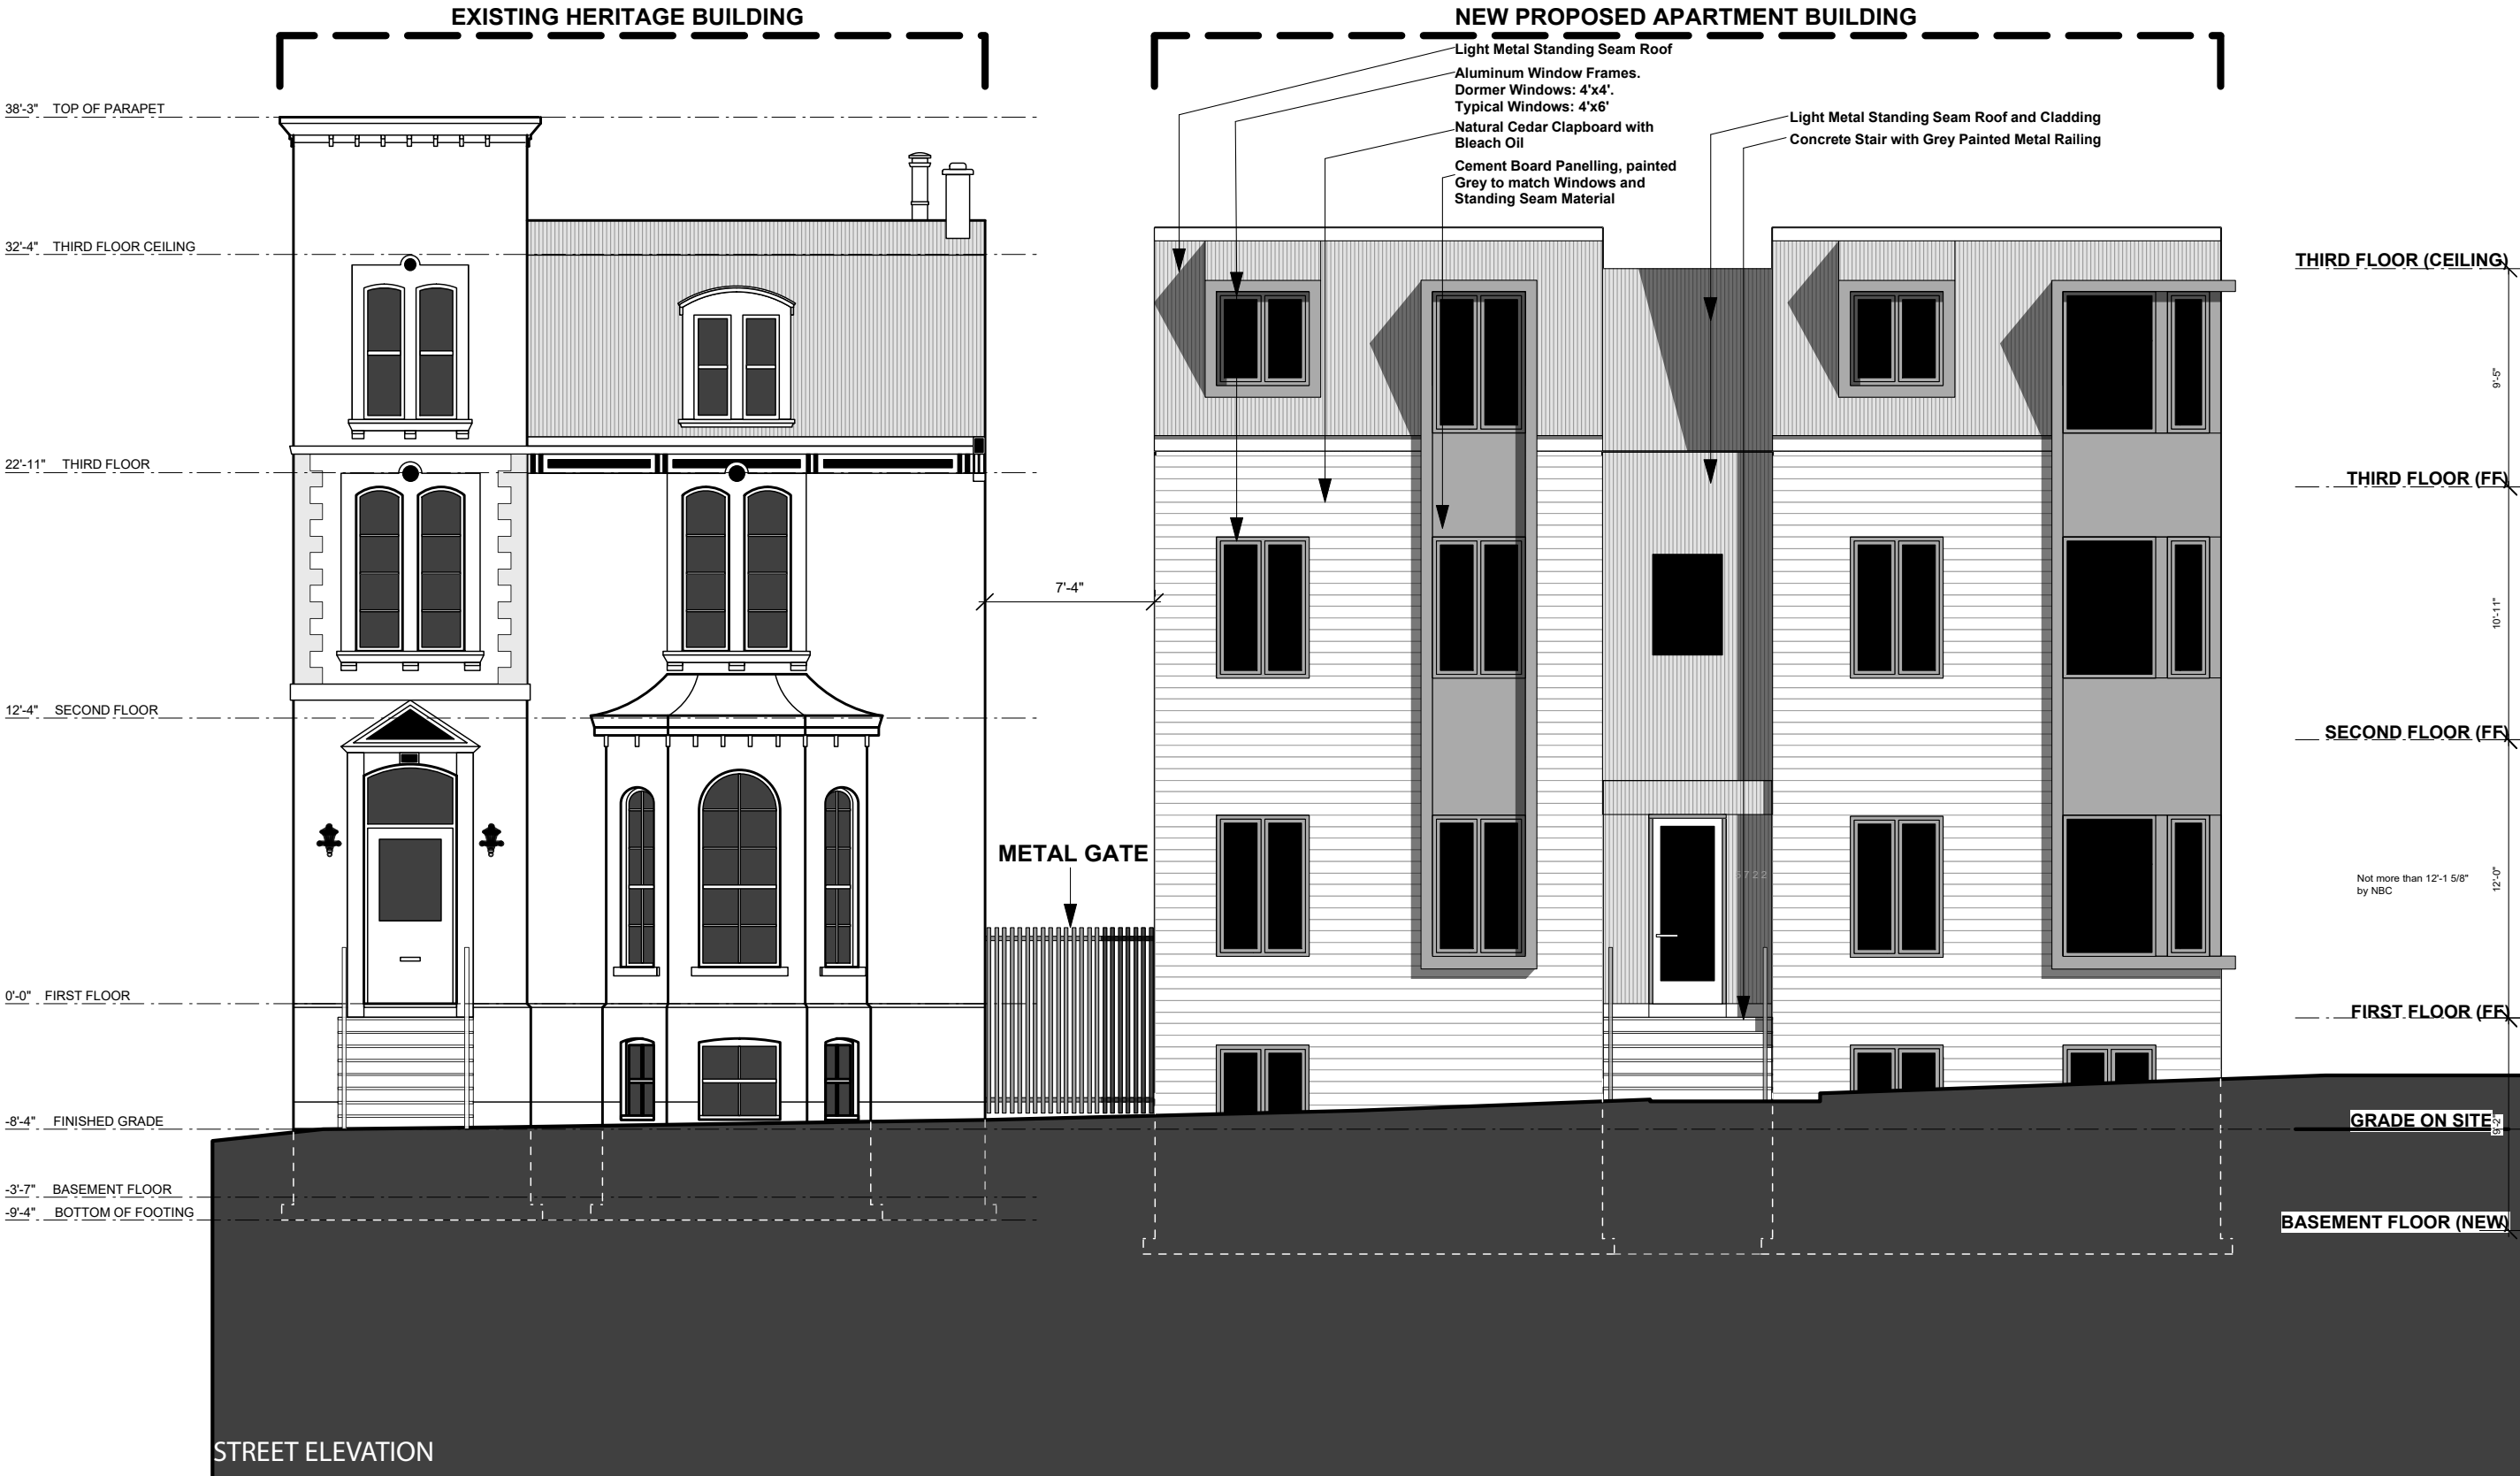 EXISTING HERITAGE BUILDING
NEW PROPOSED APARTMENT BUILDING
Light Metal Standing Seam Roof
Aluminum Window Frames.
Dormer Windows: 4'x4'.
Typical Windows: 4'x6'
Natural Cedar Clapboard with
Bleach Oil
Cement Board Panelling, painted
Grey to match Windows and
Standing Seam Material
Light Metal Standing Seam Roof and Cladding
Concrete Stair with Grey Painted Metal Railing
38'-3" TOP OF PARAPET
32'-4" THIRD FLOOR CEILING
22'-11" THIRD FLOOR
12'-4" SECOND FLOOR
0'-0" FIRST FLOOR
-8'-4" FINISHED GRADE
-3'-7" BASEMENT FLOOR
-9'-4" BOTTOM OF FOOTING
7'-4"
METAL GATE
5722
THIRD FLOOR (CEILING)
9'-5"
THIRD FLOOR (FF)
10'-11"
SECOND FLOOR (FF)
Not more than 12'-1 5/8"
by NBC
12'-0"
FIRST FLOOR (FF)
GRADE ON SITE
9'-2"
BASEMENT FLOOR (NEW)
STREET ELEVATION